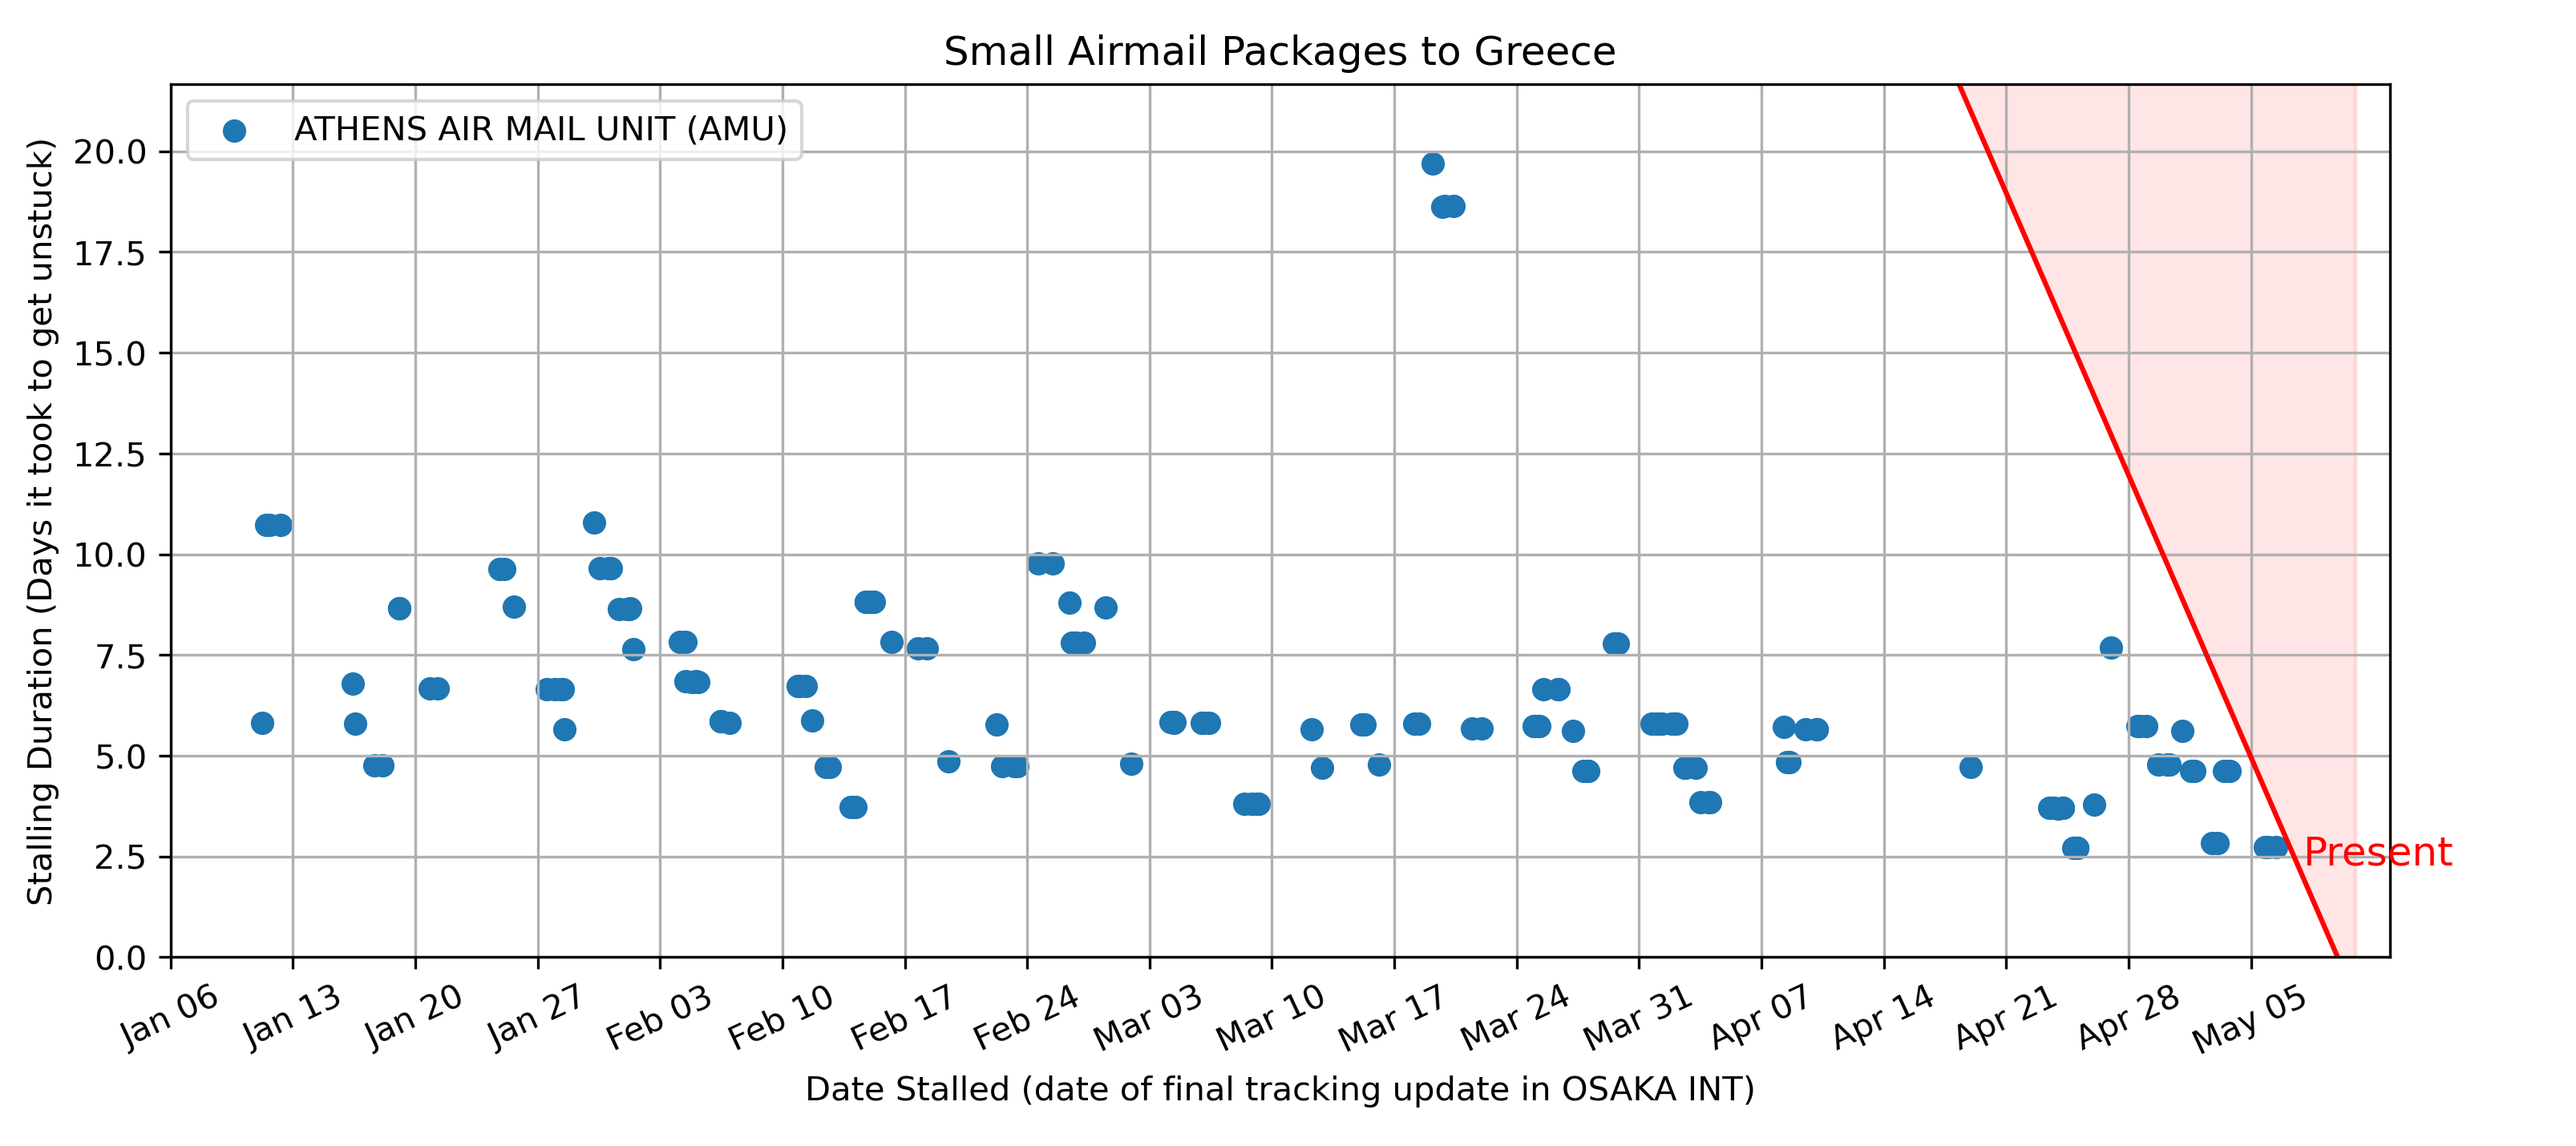 Small Airmail Packages to Greece
ATHENS AIR MAIL UNIT (AMU)
Stalling Duration (Days it took to get unstuck)
20.0
17.5
15.0
12.5
10.0
7.5
5.0
2.5
0.0
Present
Jan 06
Jan 13
Jan 20
Jan 27
Feb 03
Feb 10
Feb 17
Feb 24
Mar 03
Mar 10
Mar 17
Mar 24
Mar 31
Apr 07
Apr 14
Apr 21
Apr 28
May 05
Date Stalled (date of final tracking update in OSAKA INT)